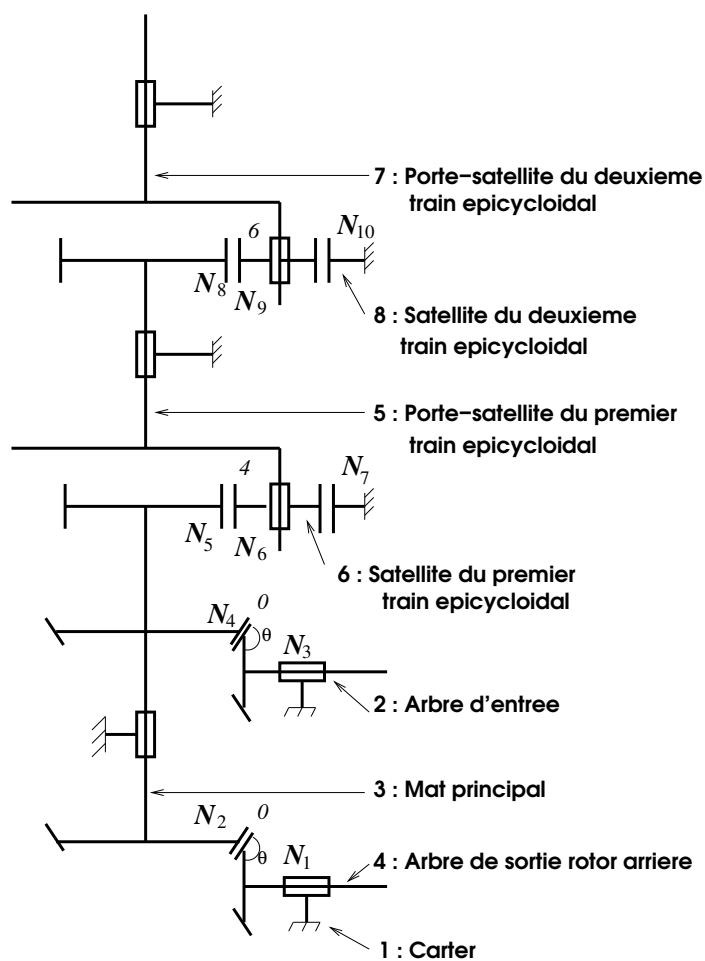 7 : Porte-satellite du deuxieme
train epicycloidal
6
N10
N8
N9
8 : Satellite du deuxieme
train epicycloidal
5 : Porte-satellite du premier
train epicycloidal
4
N7
N5
N6
6 : Satellite du premier
train epicycloidal
0
N4
θ
N3
2 : Arbre d'entree
3 : Mat principal
0
N2
θ
N1
4 : Arbre de sortie rotor arriere
1 : Carter